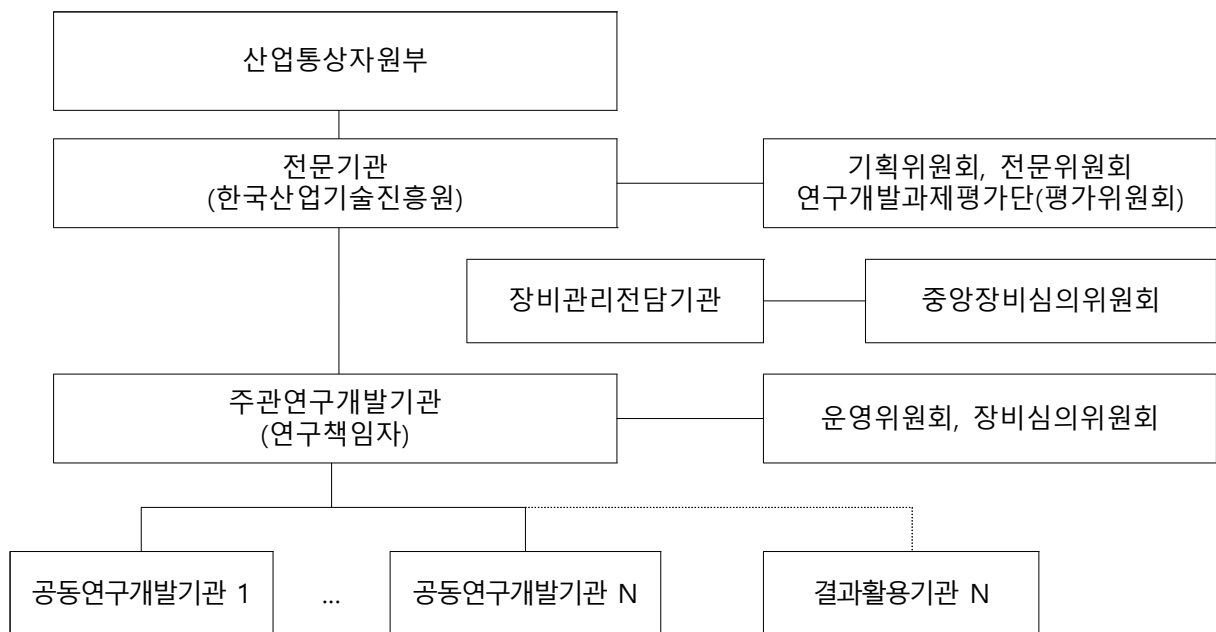 산업통상자원부
전문기관
(한국산업기술진흥원)
기획위원회, 전문위원회
연구개발과제평가단(평가위원회)
장비관리전담기관
중앙장비심의위원회
주관연구개발기관
(연구책임자)
운영위원회, 장비심의위원회
공동연구개발기관 1
...
공동연구개발기관 N
결과활용기관 N